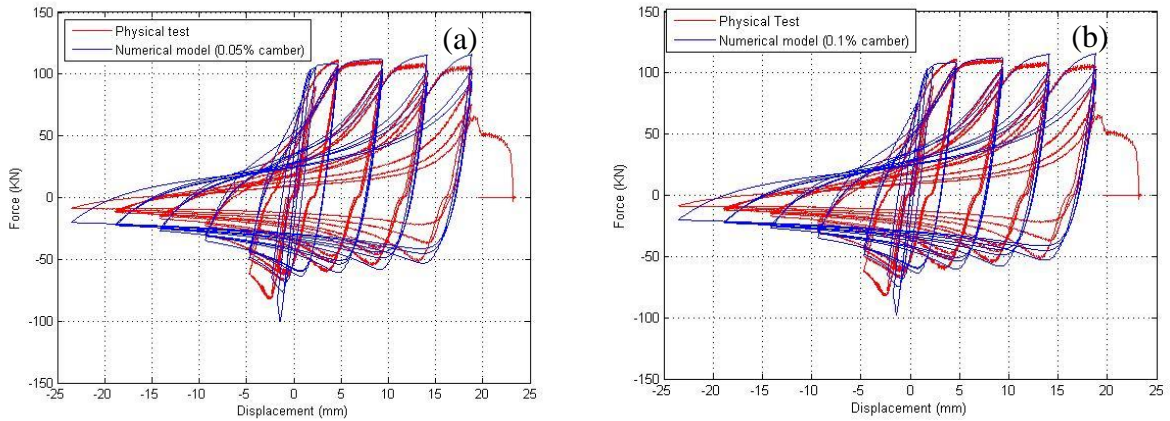 (a)
Physical test
Numerical model (0.05% camber)
150
100
50
0
-50
-100
-150
Force (kN)
-25 -20 -15 -10 -5 0 5 10 15 20 25
Displacement (mm)
(b)
Physical Test
Numerical model (0.1% camber)
150
100
50
0
-50
-100
-150
Force (kN)
-25 -20 -15 -10 -5 0 5 10 15 20 25
Displacement (mm)